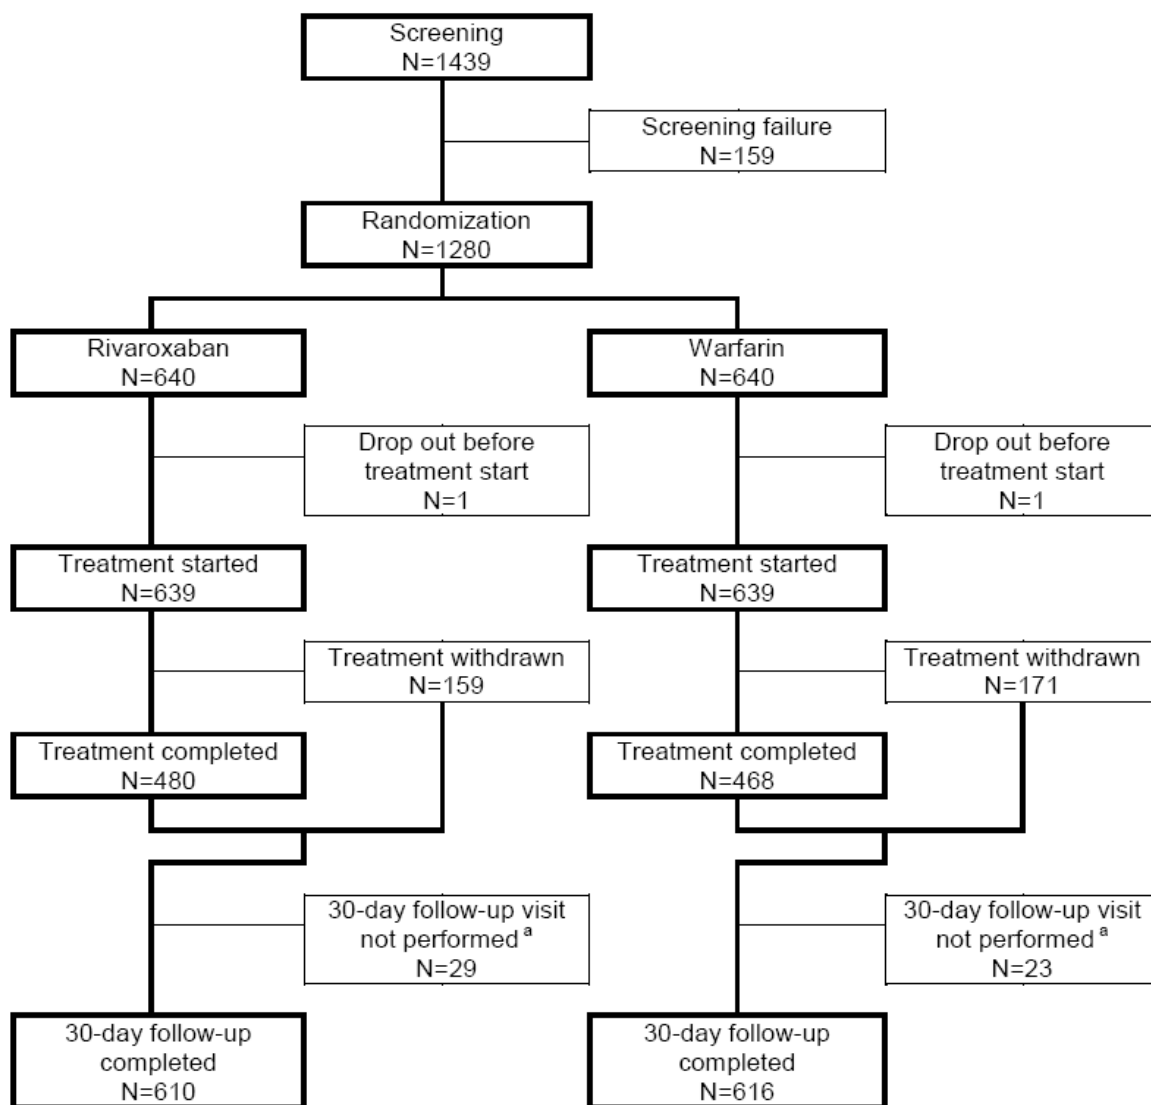 Screening
N=1439
Screening failure
N=159
Randomization
N=1280
Rivaroxaban
N=640
Warfarin
N=640
Drop out before
treatment start
N=1
Drop out before
treatment start
N=1
Treatment started
N=639
Treatment started
N=639
Treatment withdrawn
N=159
Treatment withdrawn
N=171
Treatment completed
N=480
Treatment completed
N=468
30-day follow-up visit
not performed a
N=29
30-day follow-up visit
not performed a
N=23
30-day follow-up
completed
N=610
30-day follow-up
completed
N=616